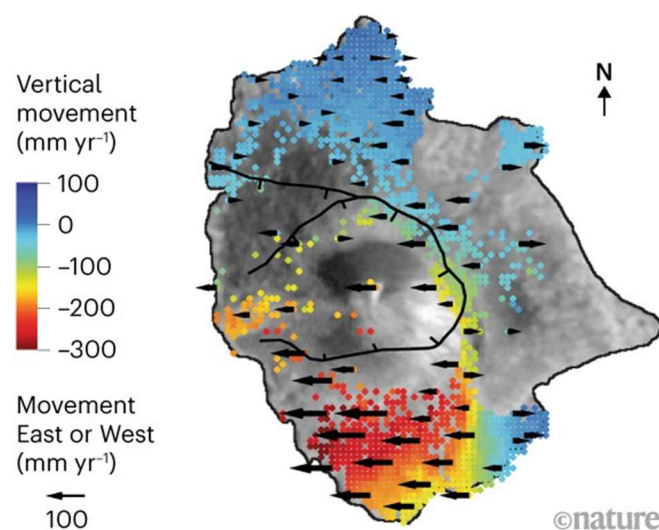 Vertical
movement
(mm yr⁻¹)
100
0
−100
−200
−300
Movement
East or West
(mm yr⁻¹)
100
N
©nature